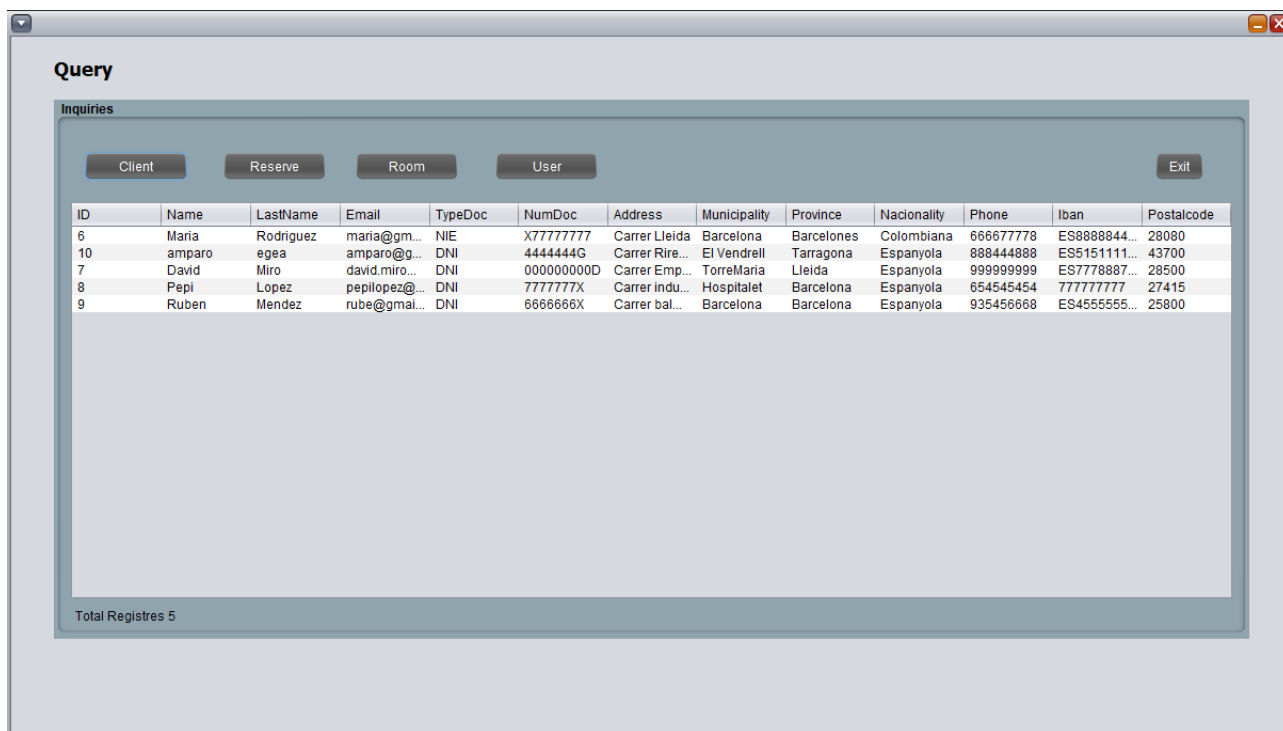 Query
Inquiries
Client Reserve Room User Exit
ID Name LastName Email TypeDoc NumDoc Address Municipality Province Nacionality Phone Iban Postalcode
6 Maria Rodriguez maria@gm... NIE X77777777 Carrer Lleida Barcelona Barcelones Colombiana 666677778 ES8888844... 28080
10 amparo egea amparo@g... DNI 4444444G Carrer Rire... El Vendrell Tarragona Espanyola 888444888 ES5151111... 43700
7 David Miro david.miro... DNI 000000000D Carrer Emp... TorreMaria Lleida Espanyola 999999999 ES7778887... 28500
8 Pepi Lopez pepilopez@... DNI 7777777X Carrer indu... Hospitalet Barcelona Espanyola 654545454 777777777 27415
9 Ruben Mendez rube@gmai... DNI 6666666X Carrer bal... Barcelona Barcelona Espanyola 935456668 ES4555555... 25800
Total Registres 5